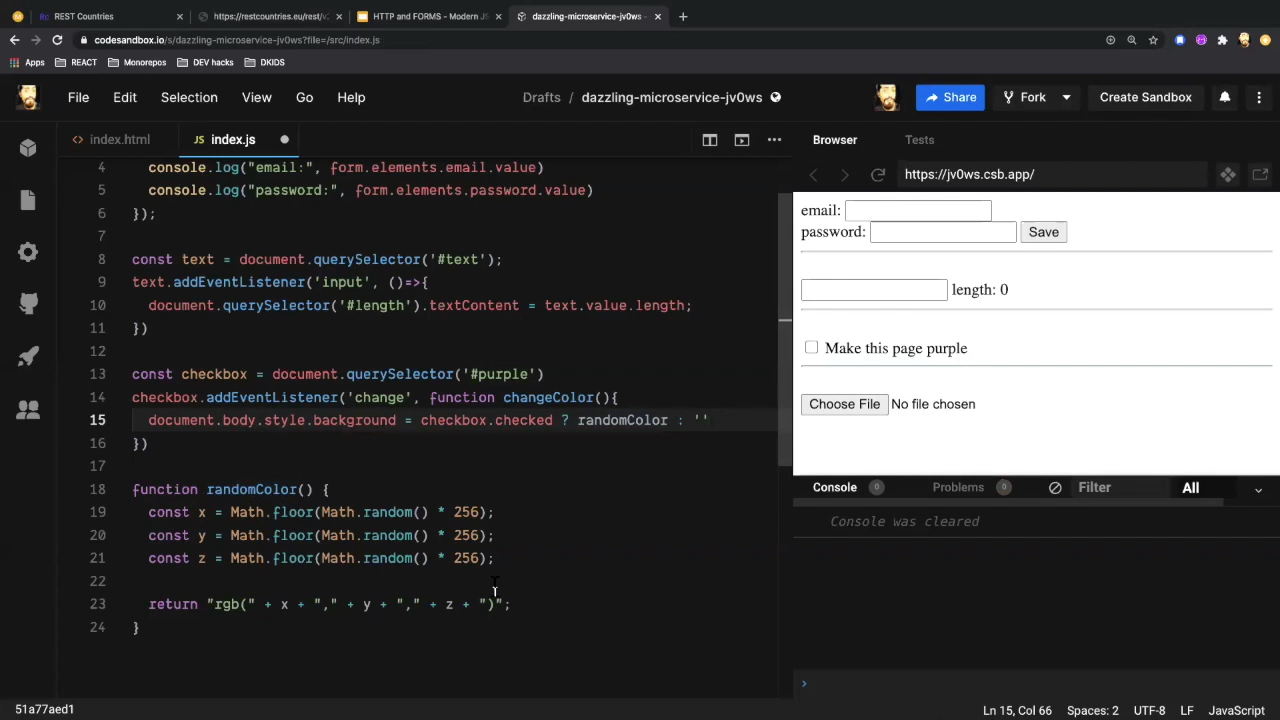 REST Countries
https://restcountries.eu/rest/v
HTTP and FORMS - Modern JS
dazzling-microservice-jv0ws - Co
codesandbox.io/s/dazzling-microservice-jv0ws?file=/src/index.js
Apps
REACT
Monorepos
DEV hacks
DKIDS
File
Edit
Selection
View
Go
Help
Drafts / dazzling-microservice-jv0ws
Share
Fork
Create Sandbox
index.html
JS index.js
Browser
Tests
https://jv0ws.csb.app/
4 console.log("email:", form.elements.email.value)
5 console.log("password:", form.elements.password.value)
6 });
7
8 const text = document.querySelector('#text');
9 text.addEventListener('input', ()=>{
10 document.querySelector('#length').textContent = text.value.length;
11 })
12
13 const checkbox = document.querySelector('#purple')
14 checkbox.addEventListener('change', function changeColor(){
15 document.body.style.background = checkbox.checked ? randomColor : ''
16 })
17
18 function randomColor() {
19 const x = Math.floor(Math.random() * 256);
20 const y = Math.floor(Math.random() * 256);
21 const z = Math.floor(Math.random() * 256);
22
23 return "rgb(" + x + "," + y + "," + z + ")";
24 }
email:
password:
Save
length: 0
Make this page purple
Choose File No file chosen
Console 0
Problems 0
Filter
All
Console was cleared
51a77aed1
Ln 15, Col 66
Spaces: 2
UTF-8
LF
JavaScript